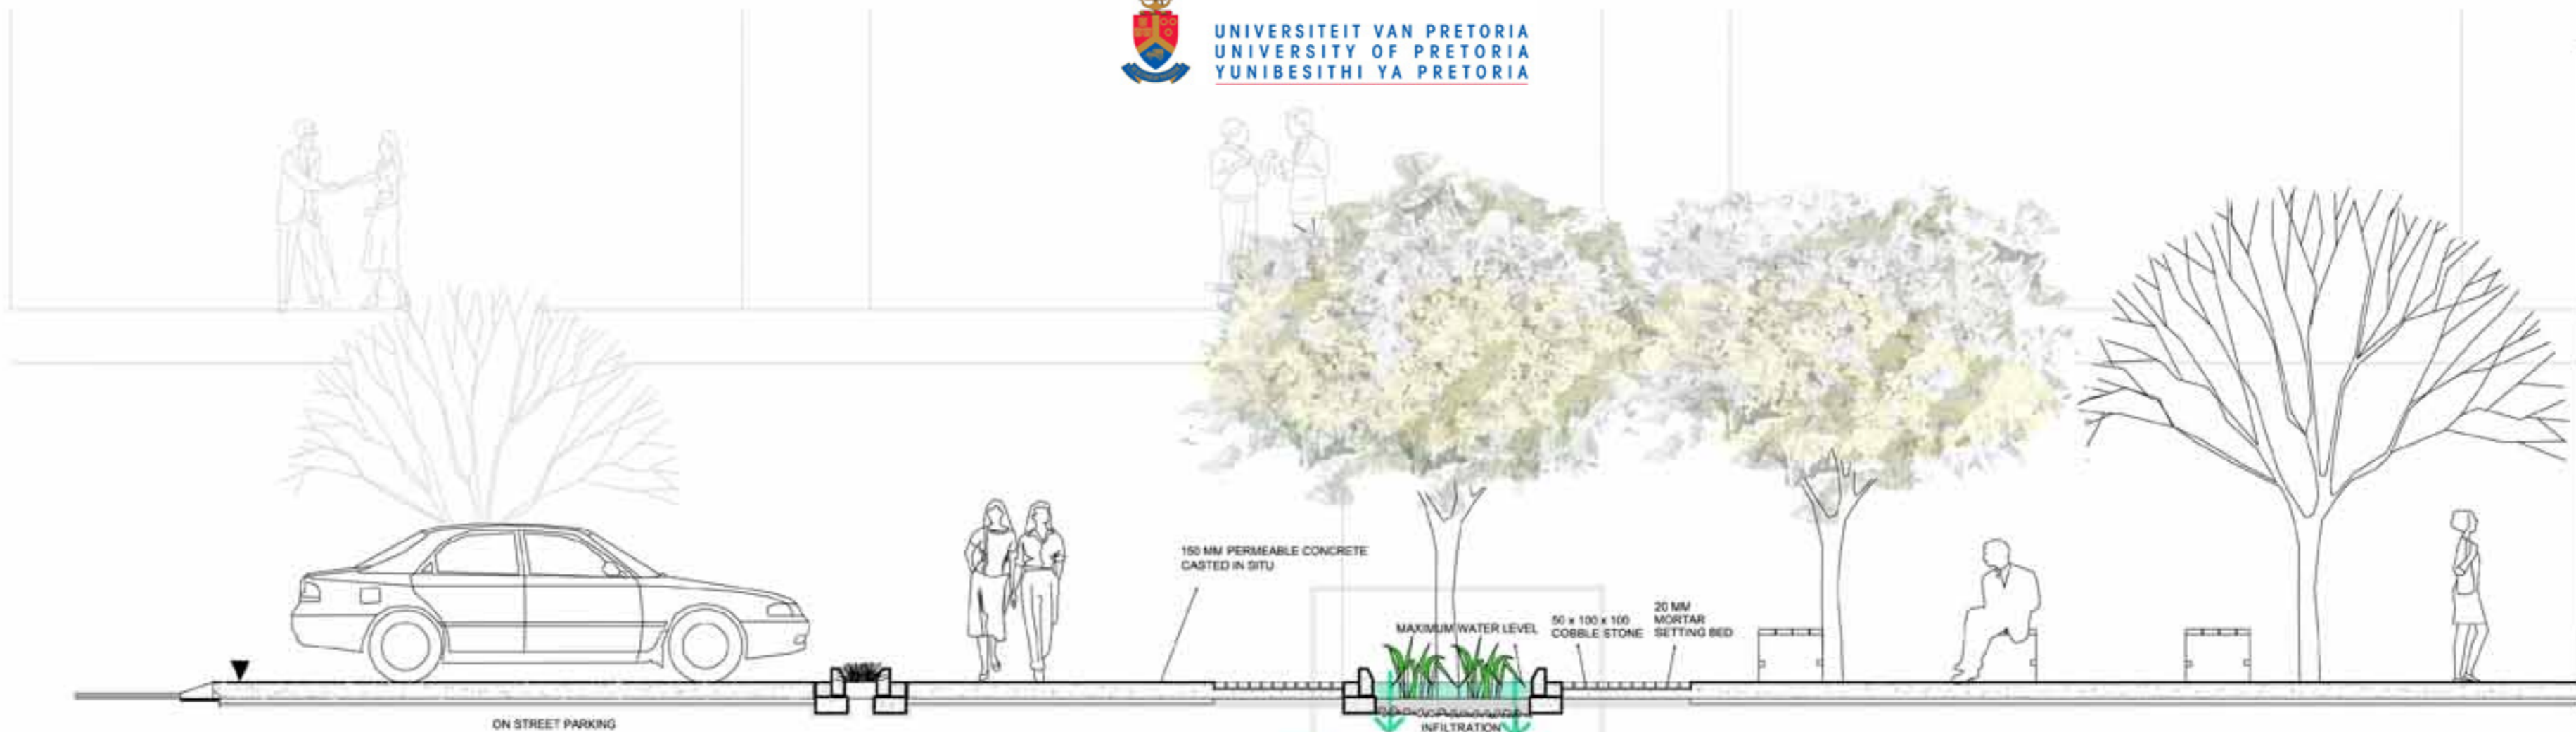 UNIVERSITEIT VAN PRETORIA
UNIVERSITY OF PRETORIA
YUNIBESITHI YA PRETORIA
150 MM PERMEABLE CONCRETE
CASTED IN SITU
MAXIMUM WATER LEVEL
50 x 100 x 100
COBBLE STONE
20 MM
MORTAR
SETTING BED
ON STREET PARKING
INFILTRATION